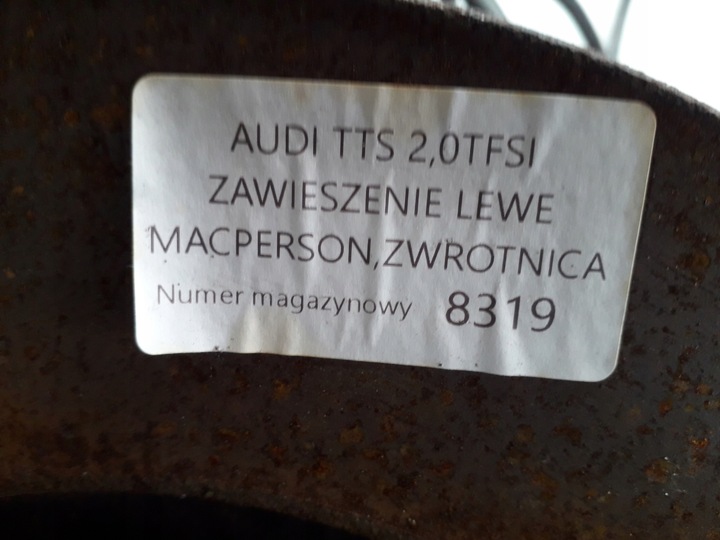 AUDI TTS 2,0TFSI
ZAWIESZENIE LEWE
MACPERSON,ZWROTNICA
Numer magazynowy 8319